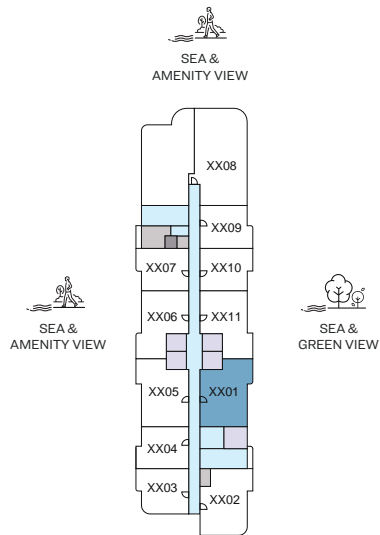 SEA &
AMENITY VIEW
XX08
XX09
XX07
XX10
XX06
XX11
SEA &
AMENITY VIEW
SEA &
GREEN VIEW
XX05
XX01
XX04
XX03
XX02